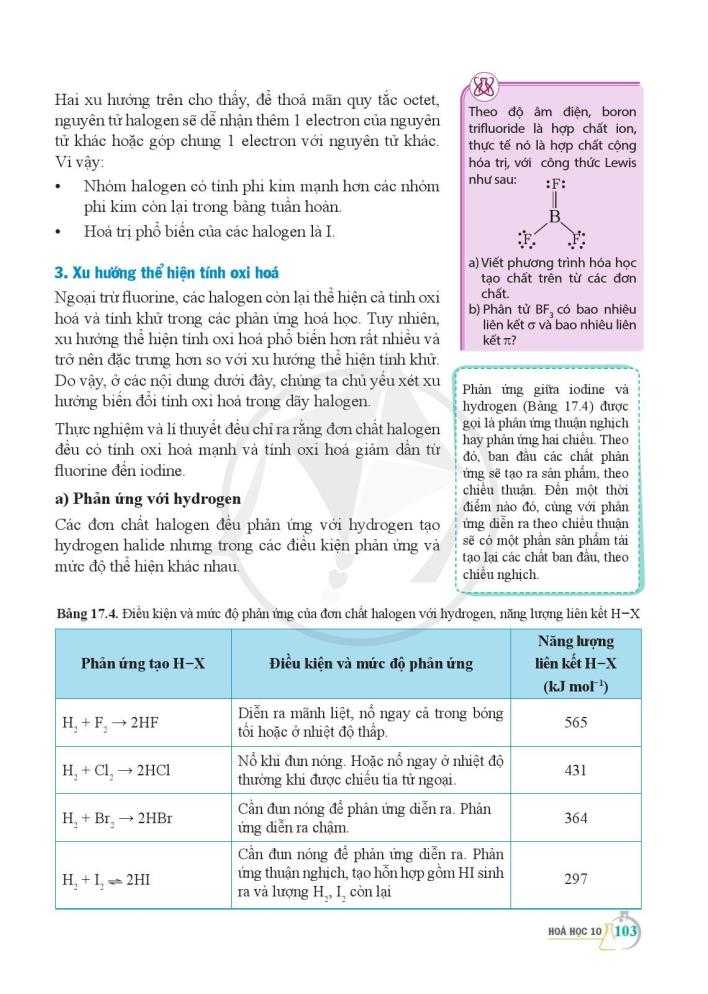 Hai xu hướng trên cho thấy, để thoả mãn quy tắc octet,
nguyên tử halogen sẽ dễ nhận thêm 1 electron của nguyên
tử khác hoặc góp chung 1 electron với nguyên tử khác.
Vì vậy:
• Nhóm halogen có tính phi kim mạnh hơn các nhóm
phi kim còn lại trong bảng tuần hoàn.
• Hoá trị phổ biến của các halogen là I.
3. Xu hướng thể hiện tính oxi hoá
Ngoại trừ fluorine, các halogen còn lại thể hiện cả tính oxi
hoá và tính khử trong các phản ứng hoá học. Tuy nhiên,
xu hướng thể hiện tính oxi hoá phổ biến hơn rất nhiều và
trở nên đặc trưng hơn so với xu hướng thể hiện tính khử.
Do vậy, ở các nội dung dưới đây, chúng ta chủ yếu xét xu
hướng biến đổi tính oxi hoá trong dãy halogen.
Thực nghiệm và lí thuyết đều chỉ ra rằng đơn chất halogen
đều có tính oxi hoá mạnh và tính oxi hoá giảm dần từ
fluorine đến iodine.
a) Phản ứng với hydrogen
Các đơn chất halogen đều phản ứng với hydrogen tạo
hydrogen halide nhưng trong các điều kiện phản ứng và
mức độ thể hiện khác nhau.
Theo độ âm điện, boron
trifluoride là hợp chất ion,
thực tế nó là hợp chất cộng
hóa trị, với công thức Lewis
như sau:
:F:
B
F F
a) Viết phương trình hóa học
tạo chất trên từ các đơn
chất.
b) Phân tử BF₃ có bao nhiêu
liên kết σ và bao nhiêu liên
kết π?
Phản ứng giữa iodine và
hydrogen (Bảng 17.4) được
gọi là phản ứng thuận nghịch
hay phản ứng hai chiều. Theo
đó, ban đầu các chất phản
ứng sẽ tạo ra sản phẩm, theo
chiều thuận. Đến một thời
điểm nào đó, cùng với phản
ứng diễn ra theo chiều thuận
sẽ có một phần sản phẩm tái
tạo lại các chất ban đầu, theo
chiều nghịch.
Bảng 17.4. Điều kiện và mức độ phản ứng của đơn chất halogen với hydrogen, năng lượng liên kết H−X
Phản ứng tạo H−X
Điều kiện và mức độ phản ứng
Năng lượng
liên kết H−X
(kJ mol⁻¹)
H₂ + F₂ → 2HF
Diễn ra mãnh liệt, nổ ngay cả trong bóng
tối hoặc ở nhiệt độ thấp.
565
H₂ + Cl₂ → 2HCl
Nổ khi đun nóng. Hoặc nổ ngay ở nhiệt độ
thường khi được chiếu tia tử ngoại.
431
H₂ + Br₂ → 2HBr
Cần đun nóng để phản ứng diễn ra. Phản
ứng diễn ra chậm.
364
H₂ + I₂ ⇌ 2HI
Cần đun nóng để phản ứng diễn ra. Phản
ứng thuận nghịch, tạo hỗn hợp gồm HI sinh
ra và lượng H₂, I₂ còn lại
297
HOÁ HỌC 10 103